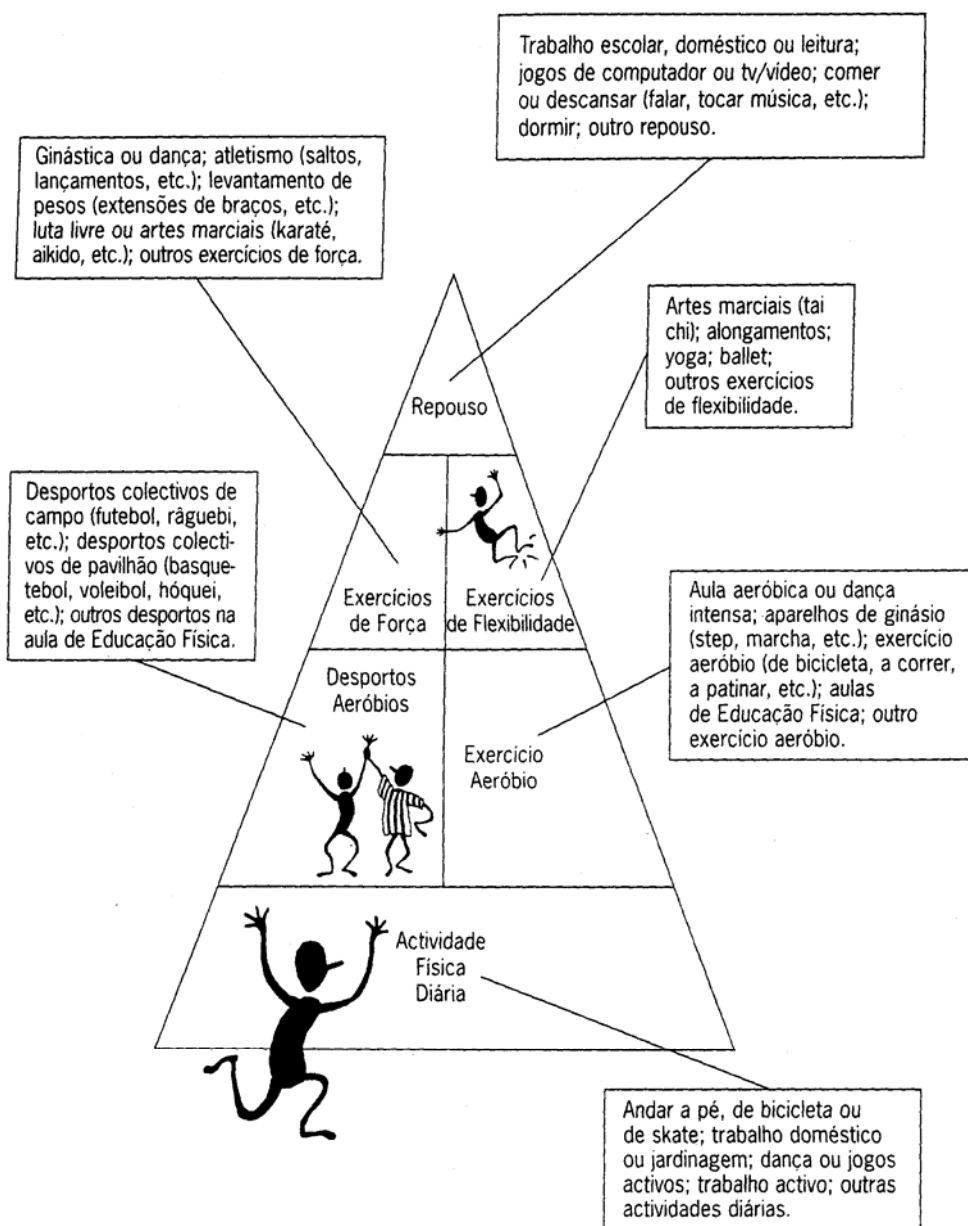 Trabalho escolar, doméstico ou leitura;
jogos de computador ou tv/vídeo; comer
ou descansar (falar, tocar música, etc.);
dormir; outro repouso.
Ginástica ou dança; atletismo (saltos,
lançamentos, etc.); levantamento de
pesos (extensões de braços, etc.);
luta livre ou artes marciais (karaté,
aikido, etc.); outros exercícios de força.
Artes marciais (tai
chi); alongamentos;
yoga; ballet;
outros exercícios
de flexibilidade.
Repouso
Desportos colectivos de
campo (futebol, râguebi,
etc.); desportos colecti-
vos de pavilhão (basque-
tebol, voleibol, hóquei,
etc.); outros desportos na
aula de Educação Física.
Exercícios
de Força
Exercícios
de Flexibilidade
Aula aeróbica ou dança
intensa; aparelhos de ginásio
(step, marcha, etc.); exercício
aeróbio (de bicicleta, a correr,
a patinar, etc.); aulas
de Educação Física; outro
exercício aeróbio.
Desportos
Aeróbios
Exercício
Aeróbio
Actividade
Física
Diária
Andar a pé, de bicicleta ou
de skate; trabalho doméstico
ou jardinagem; dança ou jogos
activos; trabalho activo; outras
actividades diárias.